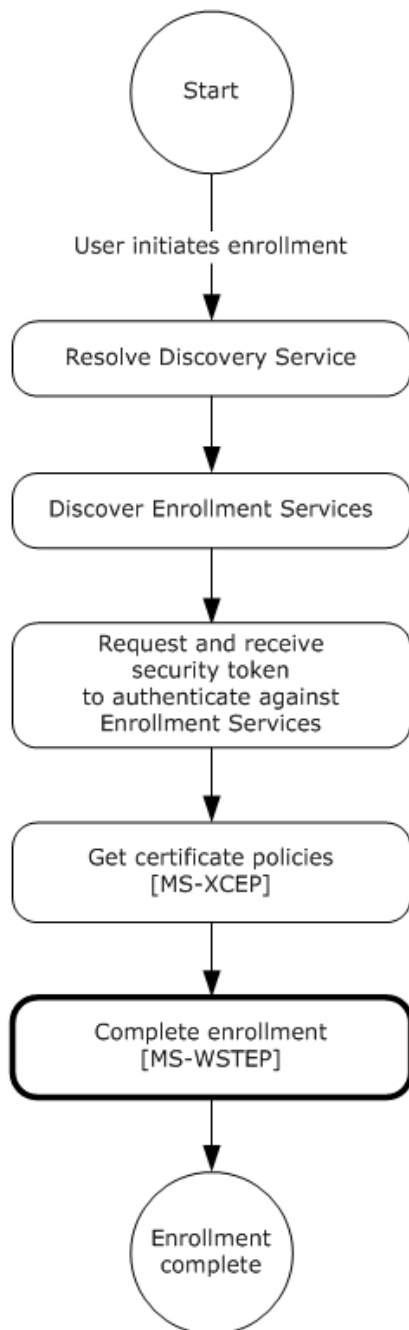 Start
User initiates enrollment
Resolve Discovery Service
Discover Enrollment Services
Request and receive
security token
to authenticate against
Enrollment Services
Get certificate policies
[MS-XCEP]
Complete enrollment
[MS-WSTEP]
Enrollment
complete